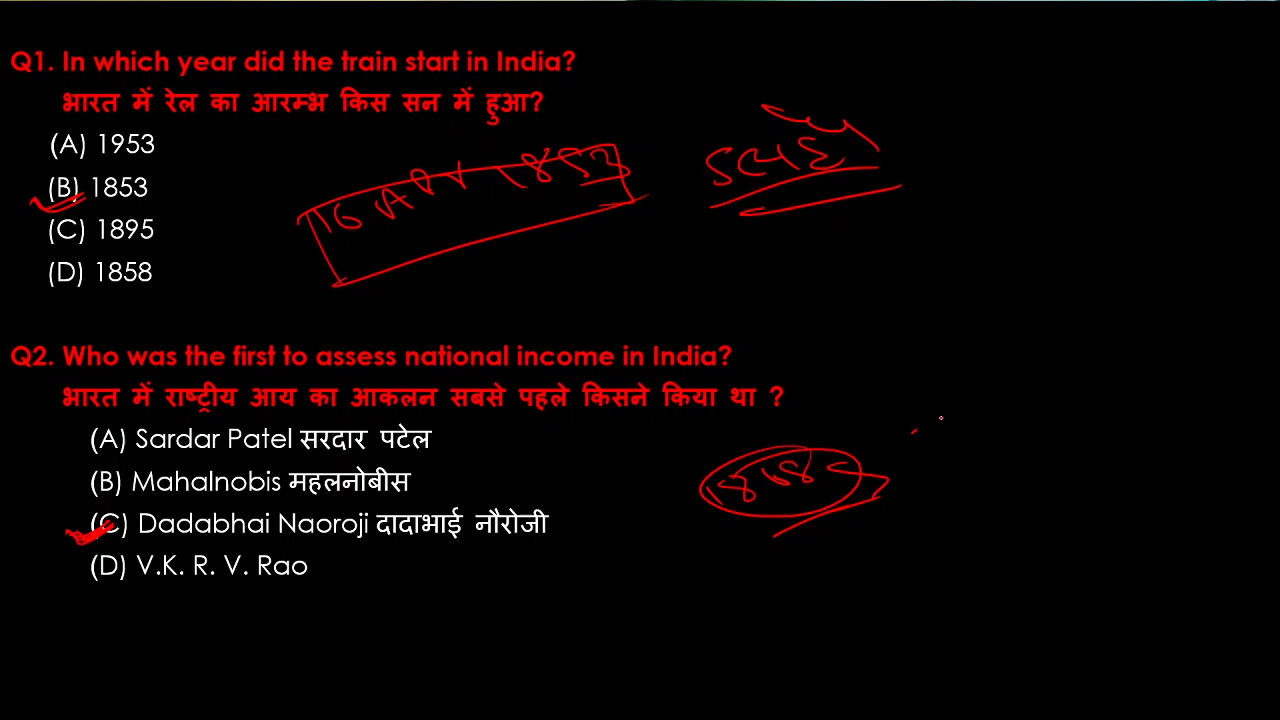 Q1. In which year did the train start in India?
भारत में रेल का आरम्भ किस सन में हुआ?
(A) 1953
(B) 1853
(C) 1895
(D) 1858
16 Apr 1853
Q2. Who was the first to assess national income in India?
भारत में राष्ट्रीय आय का आकलन सबसे पहले किसने किया था ?
(A) Sardar Patel सरदार पटेल
(B) Mahalnobis महलनोबीस
(C) Dadabhai Naoroji दादाभाई नौरोजी
(D) V.K. R. V. Rao
1868